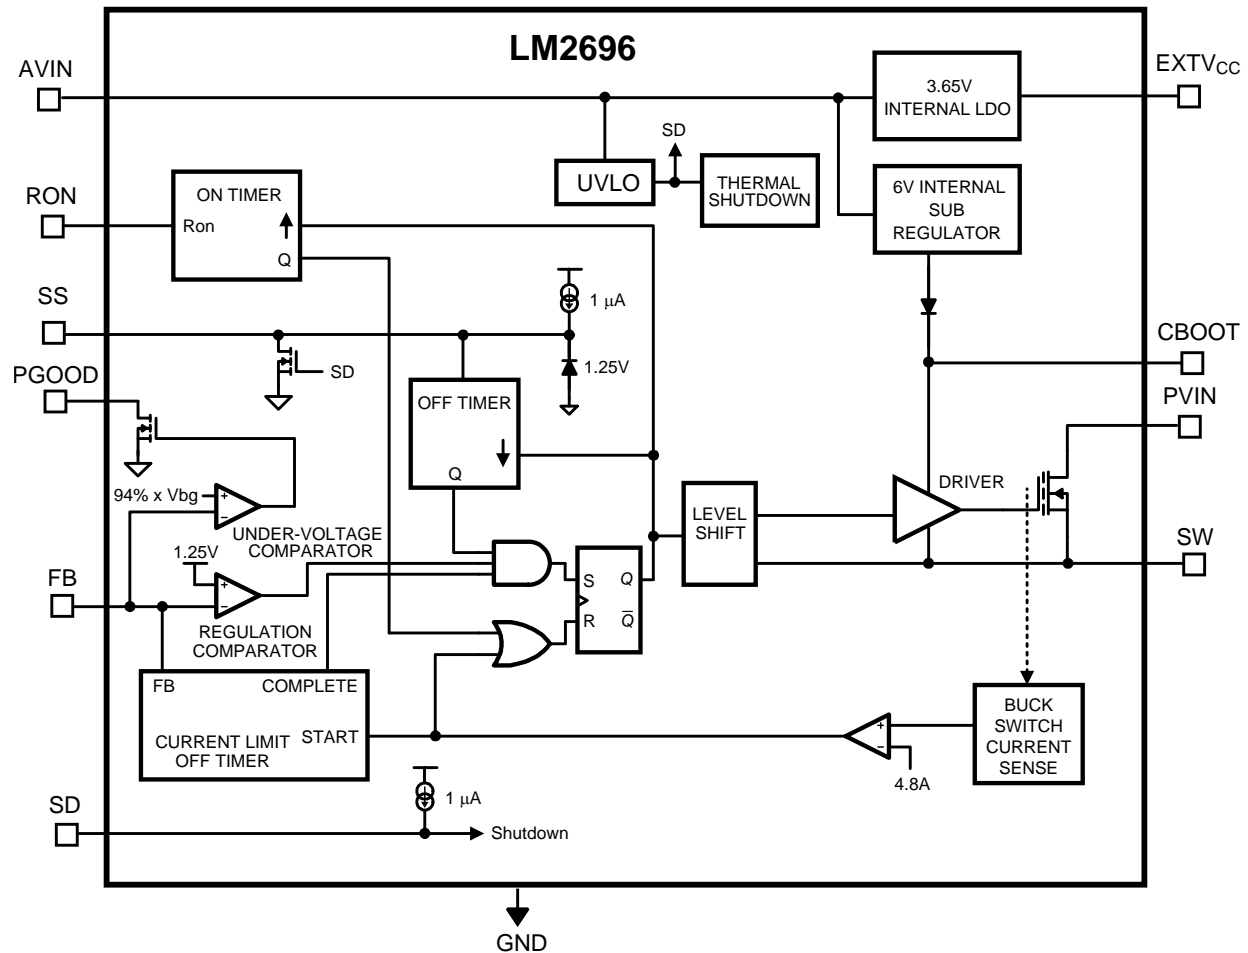 LM2696
AVIN
EXTVCC
3.65V
INTERNAL LDO
SD
UVLO
THERMAL
SHUTDOWN
6V INTERNAL
SUB
REGULATOR
RON
ON TIMER
Ron
Q
SS
1 µA
1.25V
SD
CBOOT
PGOOD
OFF TIMER
Q
PVIN
94% x Vbg
+
−
UNDER-VOLTAGE
COMPARATOR
LEVEL
SHIFT
DRIVER
SW
1.25V
FB
+
−
REGULATION
COMPARATOR
S
Q
R
Q̅
FB
COMPLETE
START
CURRENT LIMIT
OFF TIMER
+
−
4.8A
BUCK
SWITCH
CURRENT
SENSE
SD
1 µA
Shutdown
GND